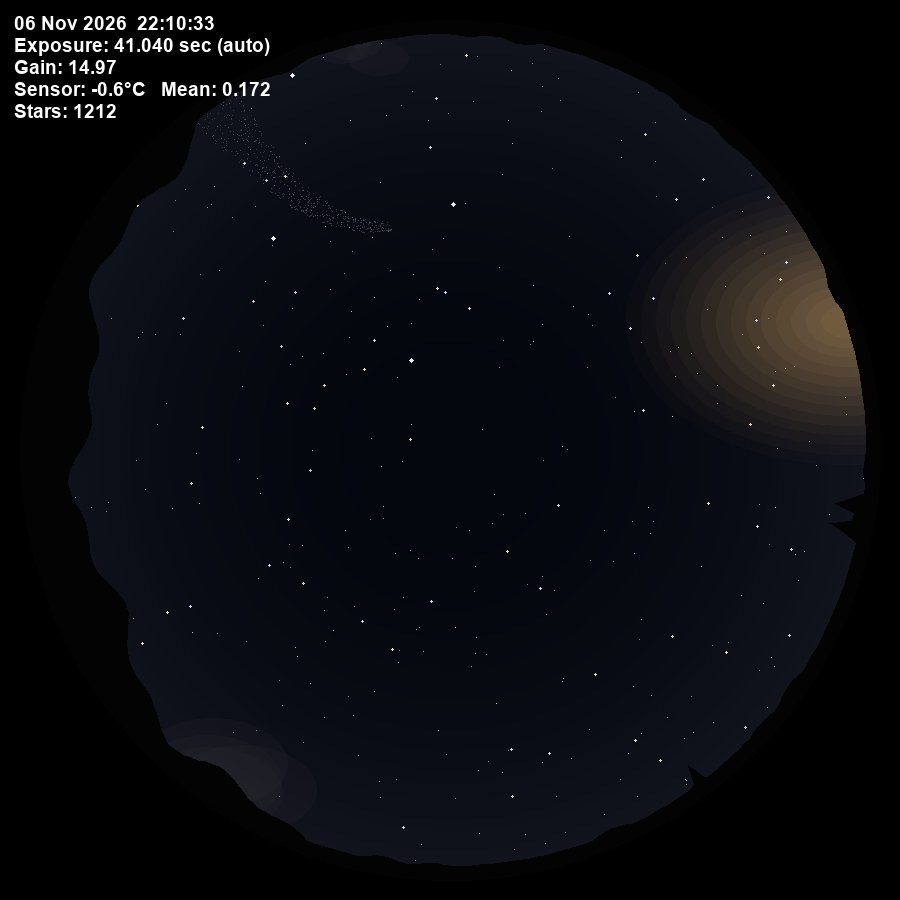 06 Nov 2026  22:10:33
Exposure: 41.040 sec (auto)
Gain: 14.97
Sensor: -0.6°C   Mean: 0.172
Stars: 1212